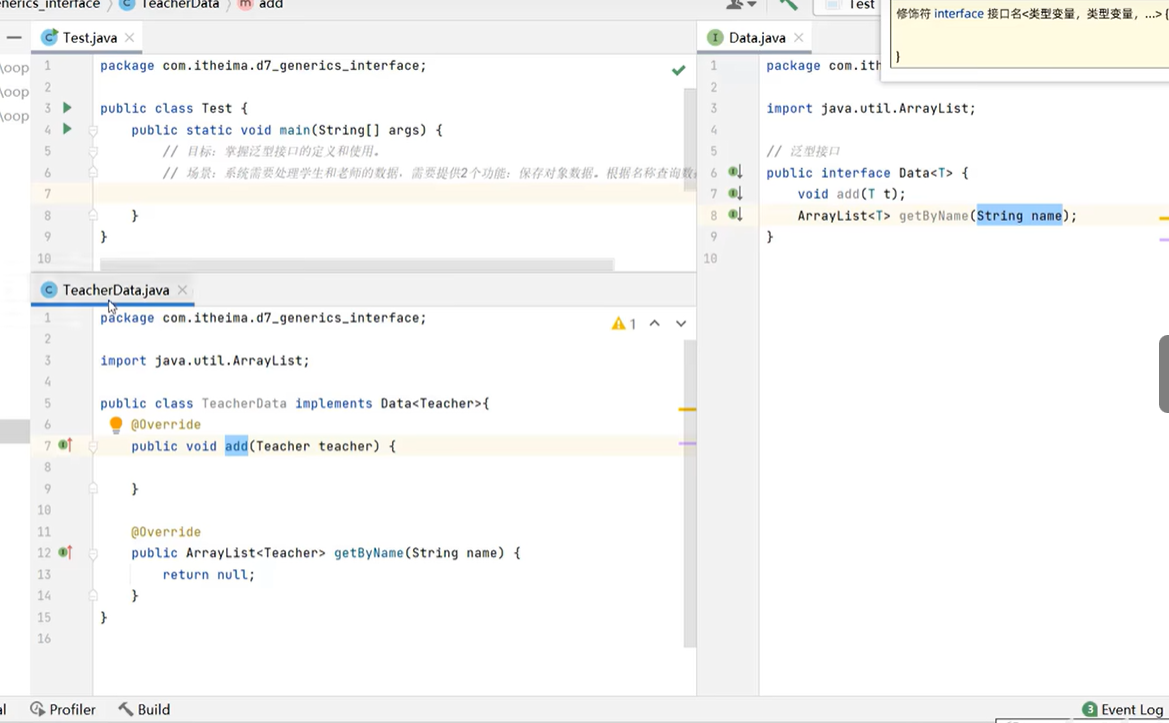 enerics_interface
TeacherData
add
Test
修饰符 interface 接口名<类型变量，类型变量，...> {
}
Test.java
1 package com.itheima.d7_generics_interface;
2
3 public class Test {
4 public static void main(String[] args) {
5 // 目标：掌握泛型接口的定义和使用。
6 // 场景：系统需要处理学生和老师的数据，需要提供2个功能：保存对象数据。根据名称查询数
7
8 }
9 }
10
\oop
\oop
\oop
TeacherData.java
1 package com.itheima.d7_generics_interface;
2
3 import java.util.ArrayList;
4
5 public class TeacherData implements Data<Teacher>{
6 @Override
7 public void add(Teacher teacher) {
8
9 }
10
11 @Override
12 public ArrayList<Teacher> getByName(String name) {
13 return null;
14 }
15 }
16
1
Data.java
1 package com.ith
2
3 import java.util.ArrayList;
4
5 // 泛型接口
6 public interface Data<T> {
7 void add(T t);
8 ArrayList<T> getByName(String name);
9 }
10
al
Profiler
Build
3 Event Log